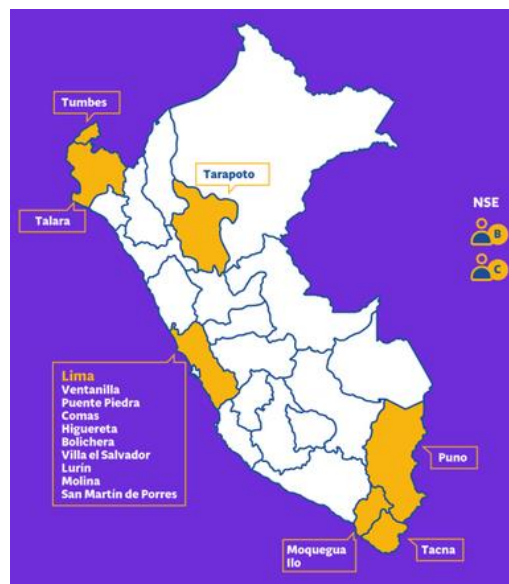 Tumbes
Tarapoto
Talara
NSE
B
C
Lima
Ventanilla
Puente Piedra
Comas
Higuereta
Bolichera
Villa el Salvador
Lurín
Molina
San Martín de Porres
Puno
Moquegua
Ilo
Tacna